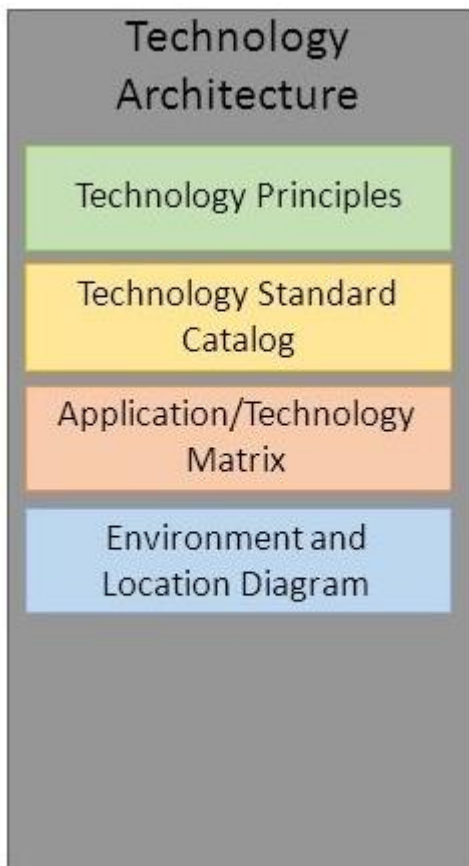 Technology
Architecture
Technology Principles
Technology Standard
Catalog
Application/Technology
Matrix
Environment and
Location Diagram